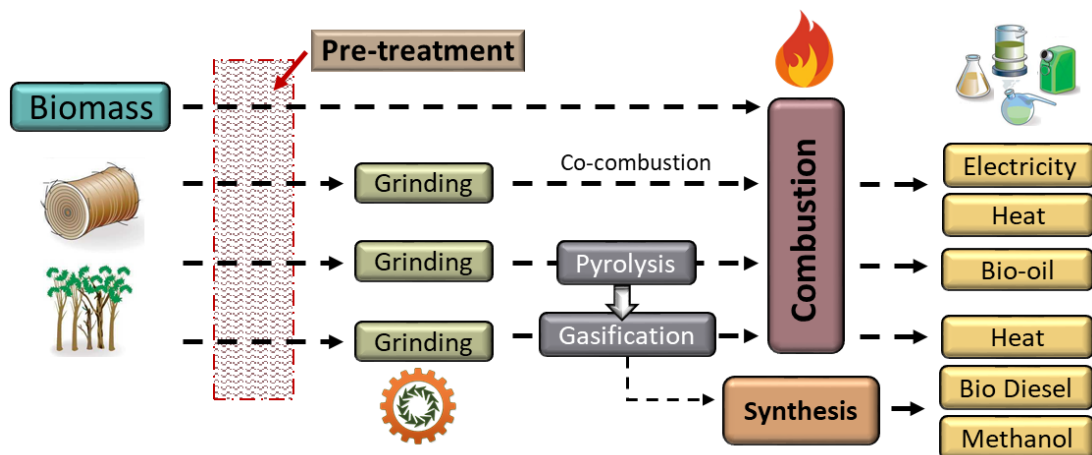 Pre-treatment
Biomass
Co-combustion
Electricity
Grinding
Heat
Grinding
Pyrolysis
Combustion
Bio-oil
Grinding
Gasification
Heat
Bio Diesel
Synthesis
Methanol